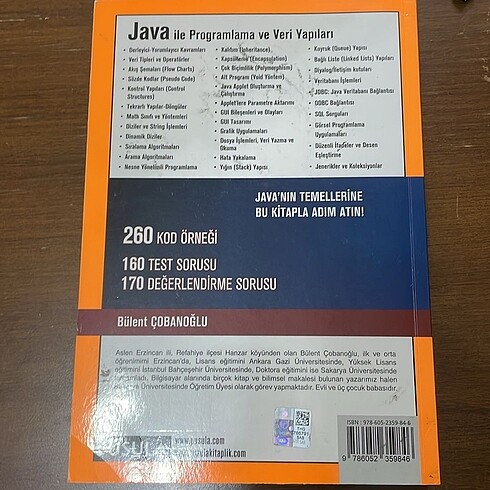 Java ile Programlama ve Veri Yapıları
• Derleyici-Yorumlayıcı Kavramları
• Veri Tipleri ve Operatörler
• Akış Şemaları (Flow Charts)
• Sözde Kodlar (Pseudo Code)
• Kontrol Yapıları (Control
Structures)
• Tekrarlı Yapılar-Döngüler
• Math Sınıfı ve Yöntemleri
• Diziler ve String İşlemleri
• Dinamik Diziler
• Sıralama Algoritmaları
• Arama Algoritmaları
• Nesne Yönelimli Programlama
• Kalıtım (Inheritance)
• Kapsülleme (Encapsulation)
• Çok Biçimlilik (Polymorphism)
• Alt Program (Void Yöntem)
• Java Applet Oluşturma ve
Çalıştırma
• Appletlere Parametre Aktarımı
• GUI Bileşenleri ve Olayları
• GUI Tasarımı
• Grafik Uygulamaları
• Dosya İşlemleri, Veri Yazma ve
Okuma
• Hata Yakalama
• Yığın (Stack) Yapısı
• Kuyruk (Queue) Yapısı
• Bağlı Liste (Linked Lists) Yapıları
• Diyalog/İletişim kutuları
• Veritabanı İşlemleri
• JDBC: Java Veritabanı Bağlantısı
• ODBC Bağlantısı
• SQL Sorguları
• Görsel Programlama
Uygulamaları
• Düzenli İfadeler ve Desen
Eşleştirme
• Jenerikler ve Koleksiyonlar
JAVA'NIN TEMELLERİNE
BU KİTAPLA ADIM ATIN!
260 KOD ÖRNEĞİ
160 TEST SORUSU
170 DEĞERLENDİRME SORUSU
Bülent ÇOBANOĞLU
Aslen Erzincan ili, Refahiye ilçesi Hanzar köyünden olan Bülent Çobanoğlu, ilk ve orta
öğrenimini Erzincan'da, Lisans eğitimini Ankara Gazi Üniversitesinde, Yüksek Lisans
eğitimini İstanbul Bahçeşehir Üniversitesinde, Doktora eğitimini ise Sakarya Üniversitesinde
tamamladı. Bilgisayar alanında birçok kitap ve bilimsel makalesi bulunan yazarımız halen
Üniversitesinde Öğretim Üyesi olarak görev yapmaktadır. Evli ve üç çocuk babasıdır.
ISBN : 978-605-2359-84-6
9 786052 359846